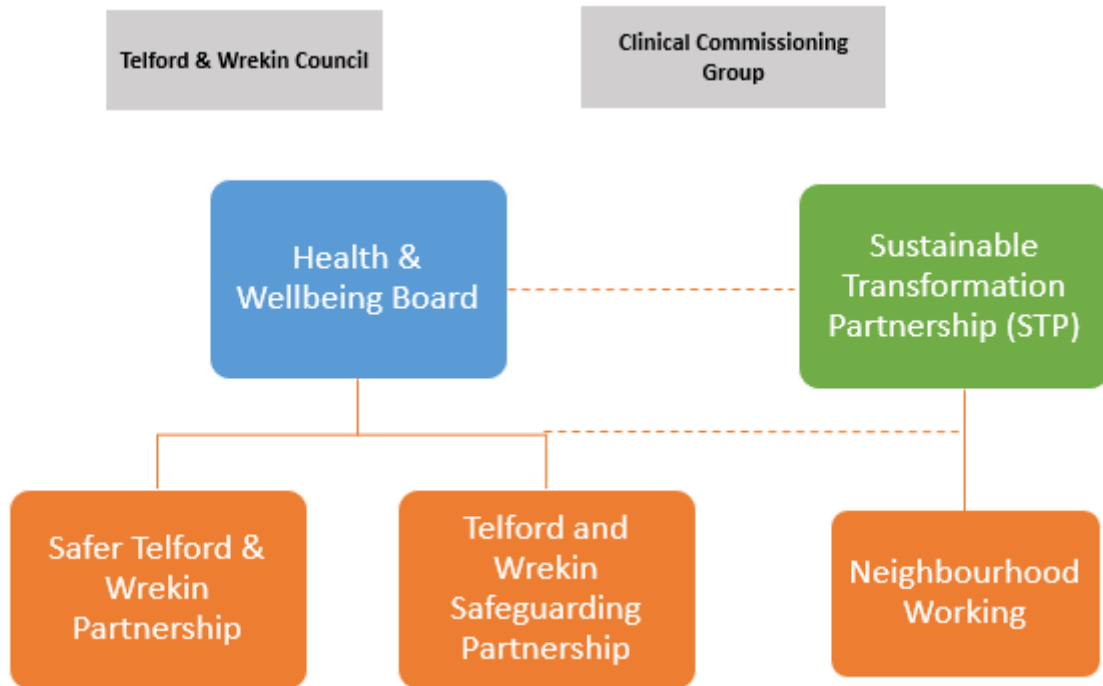 Telford & Wrekin Council
Clinical Commissioning
Group
Health &
Wellbeing Board
Sustainable
Transformation
Partnership (STP)
Safer Telford &
Wrekin
Partnership
Telford and
Wrekin
Safeguarding
Partnership
Neighbourhood
Working